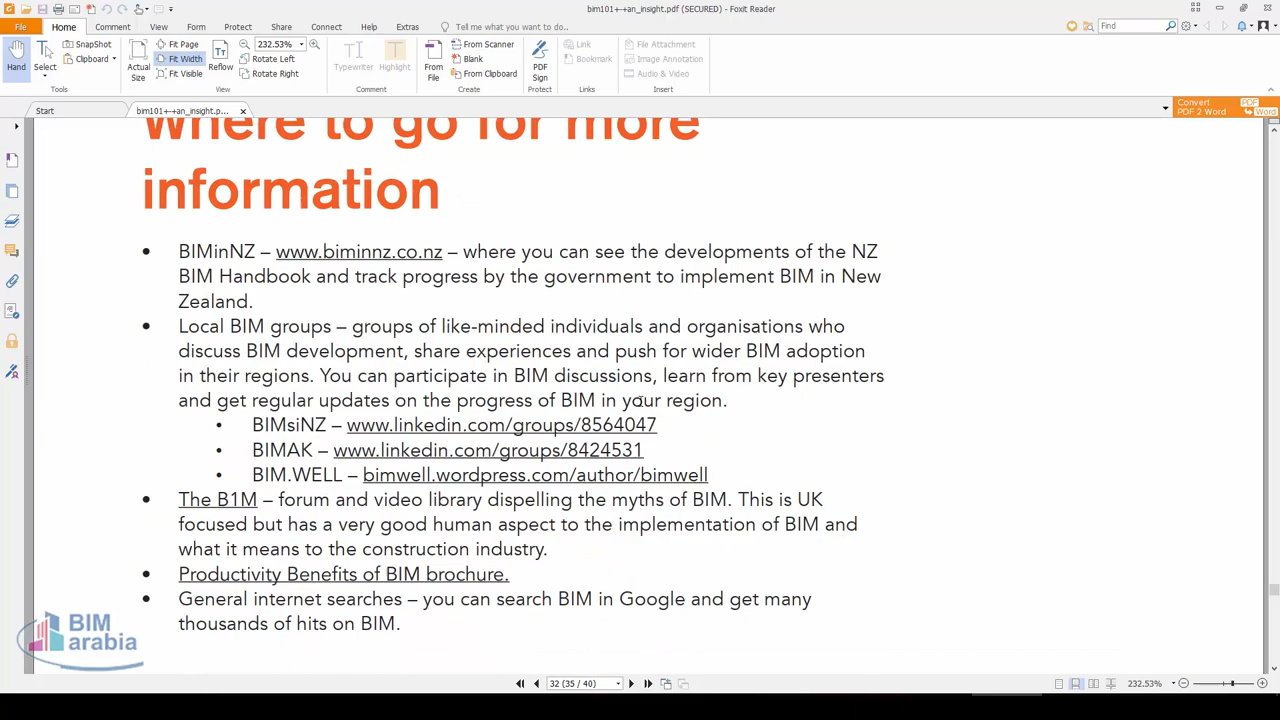 bim101+-+an_insight.pdf (SECURED) - Foxit Reader
File Home Comment View Form Protect Share Connect Help Extras Tell me what you want to do... Find
Hand
Select
SnapShot
Clipboard
Tools
Actual Size
Fit Page
Fit Width
Fit Visible
Reflow
232.53%
Rotate Left
Rotate Right
View
Typewriter
Highlight
Comment
From File
From Scanner
Blank
From Clipboard
Create
PDF Sign
Protect
Link
Bookmark
Links
File Attachment
Image Annotation
Audio & Video
Insert
Start
bim101+-+an_insight.p...
Convert PDF
PDF 2 Word Word
Where to go for more
information
• BIMinNZ – www.biminnz.co.nz – where you can see the developments of the NZ
BIM Handbook and track progress by the government to implement BIM in New
Zealand.
• Local BIM groups – groups of like-minded individuals and organisations who
discuss BIM development, share experiences and push for wider BIM adoption
in their regions. You can participate in BIM discussions, learn from key presenters
and get regular updates on the progress of BIM in your region.
• BIMsiNZ – www.linkedin.com/groups/8564047
• BIMAK – www.linkedin.com/groups/8424531
• BIM.WELL – bimwell.wordpress.com/author/bimwell
• The B1M – forum and video library dispelling the myths of BIM. This is UK
focused but has a very good human aspect to the implementation of BIM and
what it means to the construction industry.
• Productivity Benefits of BIM brochure.
• General internet searches – you can search BIM in Google and get many
thousands of hits on BIM.
BIM
arabia
32 (35 / 40)
232.53%